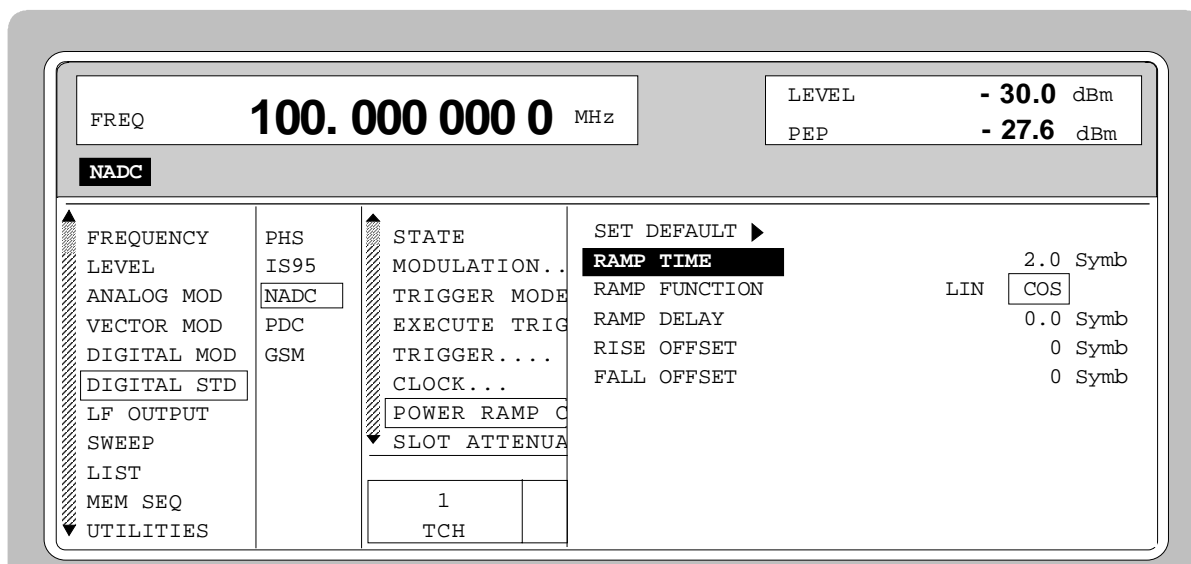 FREQ 100. 000 000 0 MHz
LEVEL - 30.0 dBm
PEP - 27.6 dBm
NADC
FREQUENCY
LEVEL
ANALOG MOD
VECTOR MOD
DIGITAL MOD
DIGITAL STD
LF OUTPUT
SWEEP
LIST
MEM SEQ
UTILITIES
PHS
IS95
NADC
PDC
GSM
STATE
MODULATION..
TRIGGER MODE
EXECUTE TRIG
TRIGGER....
CLOCK...
POWER RAMP C
SLOT ATTENUA
1
TCH
SET DEFAULT
RAMP TIME 2.0 Symb
RAMP FUNCTION LIN COS
RAMP DELAY 0.0 Symb
RISE OFFSET 0 Symb
FALL OFFSET 0 Symb